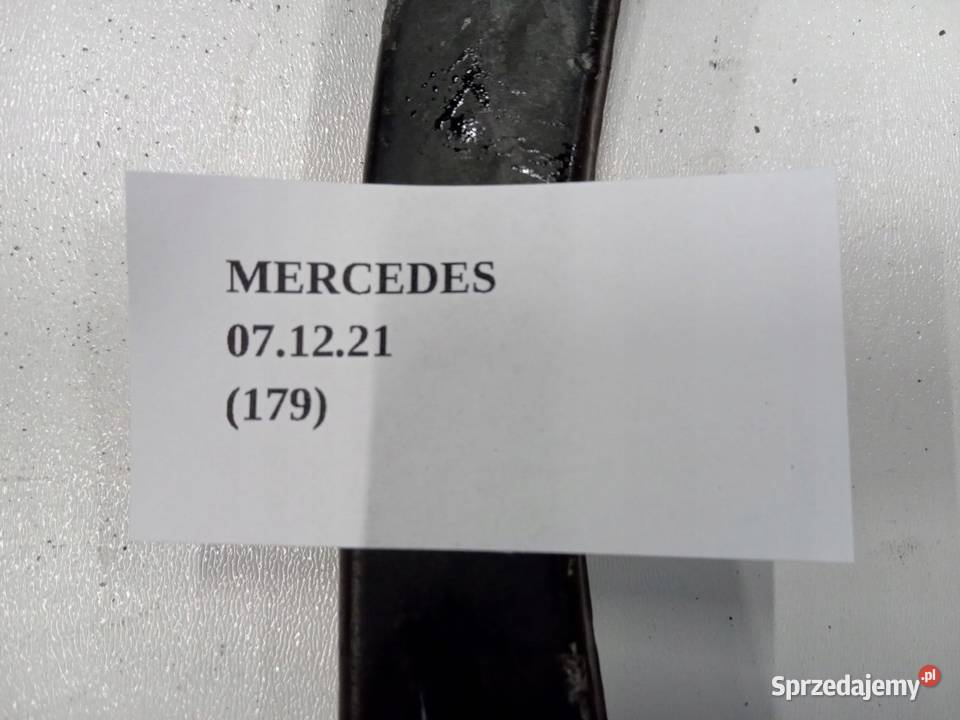 MERCEDES
07.12.21
(179)
Sprzedajemy.pl